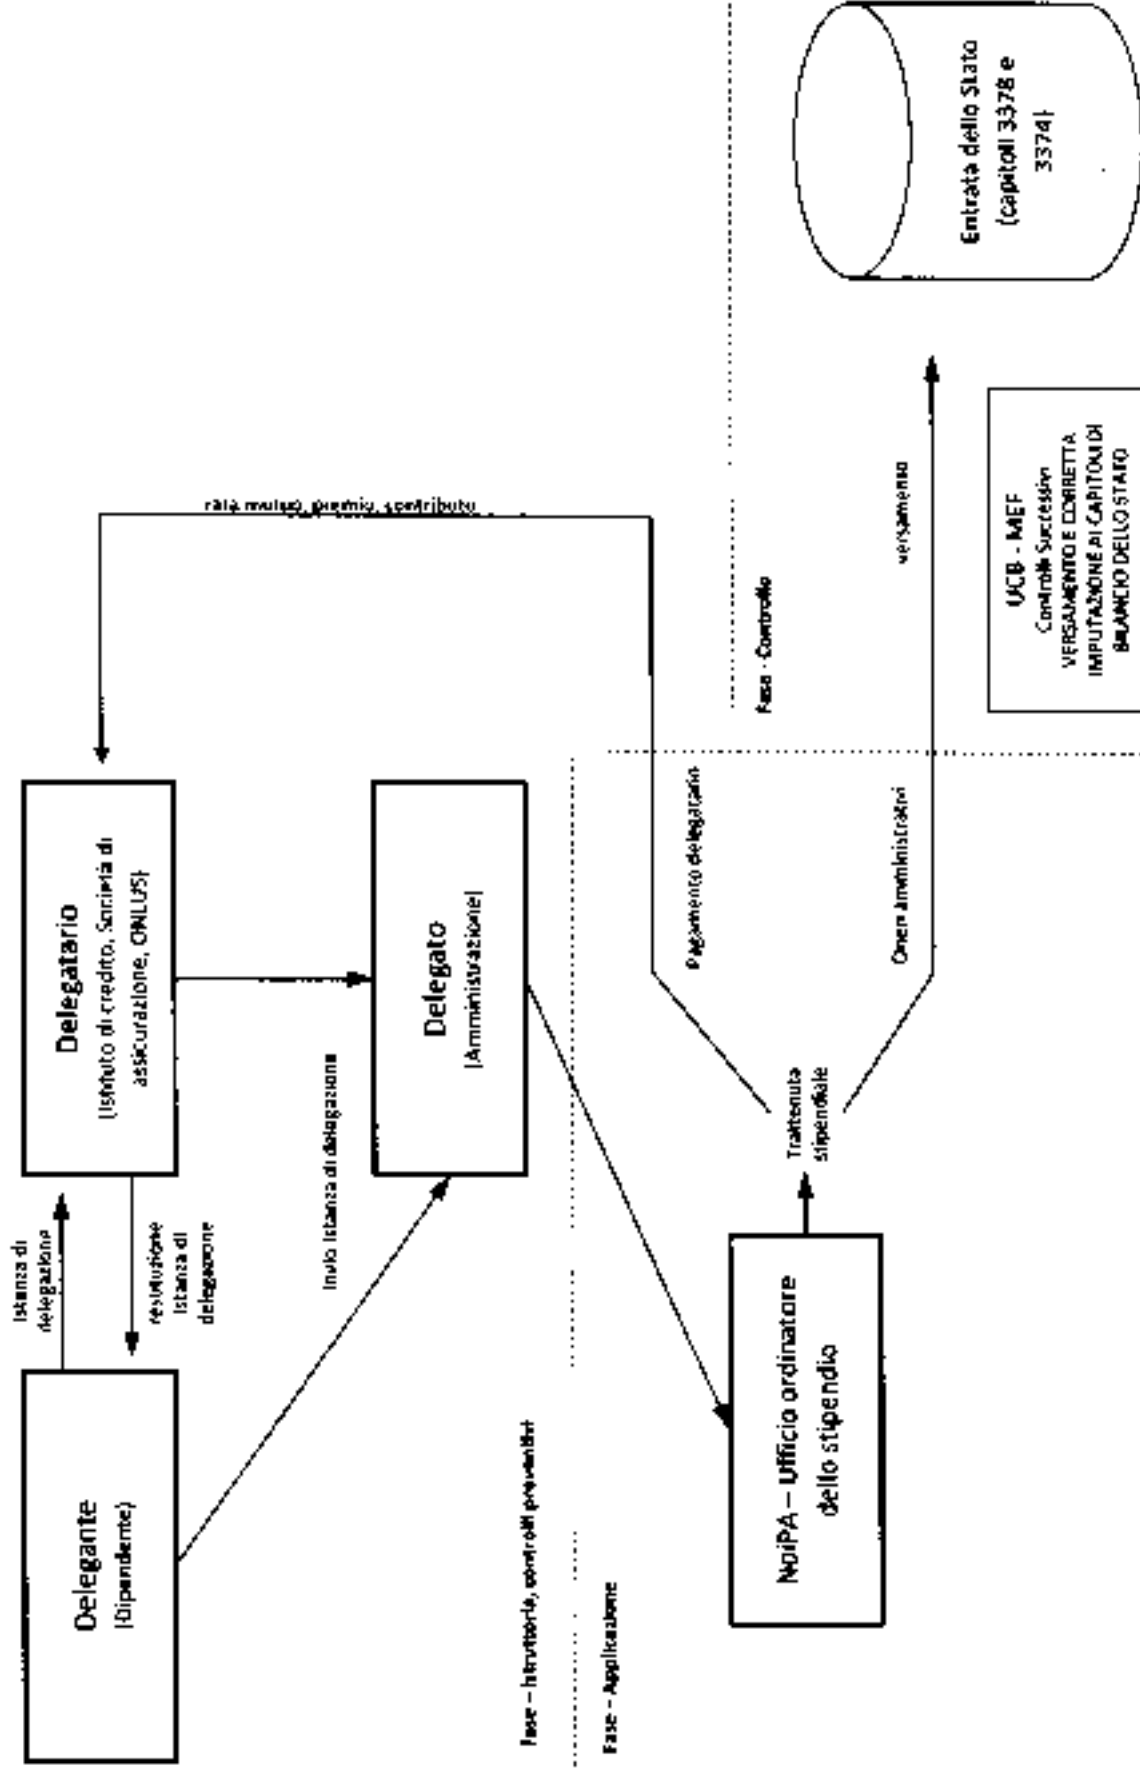 Delegante
(Dipendente)
Istanza di
delegazione
restituzione
istanza di
delegazione
Delegatario
(Istituto di credito, Società di
assicurazione, ONLUS)
rata mutuo, premio, contributo
Invio istanza di delegazione
Delegato
(Amministrazione)
Fase – Istruttoria, controlli preventivi
Fase – Applicazione
NoiPA – Ufficio ordinatore
dello stipendio
Trattenuta
stipendiale
Pagamento delegatario
Oneri amministrativi
Fase - Controllo
versamento
Entrata dello Stato
(capitoli 3378 e
3374)
UCB - MEF
Controlli Successivi
VERSAMENTO E CORRETTA
IMPUTAZIONE AI CAPITOLI DI
BILANCIO DELLO STATO